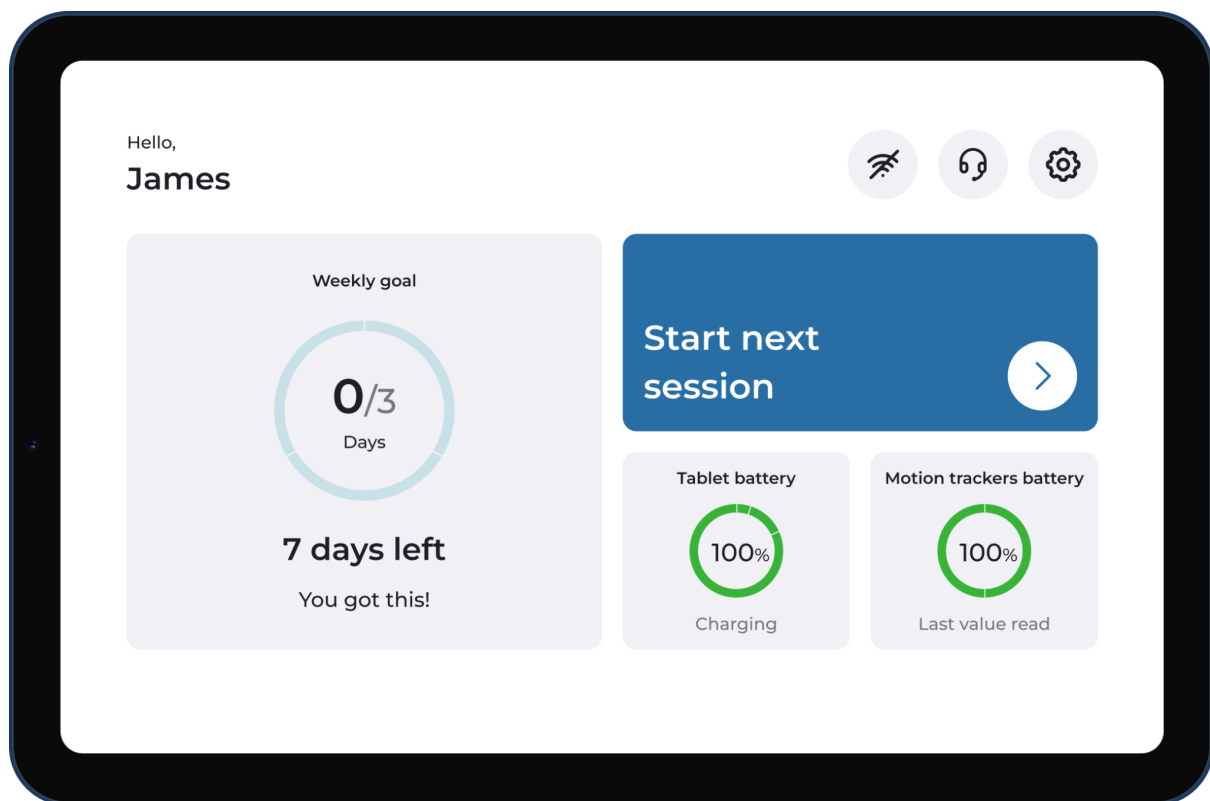 Hello,
James
Weekly goal
0/3
Days
7 days left
You got this!
Start next
session
Tablet battery
100%
Charging
Motion trackers battery
100%
Last value read